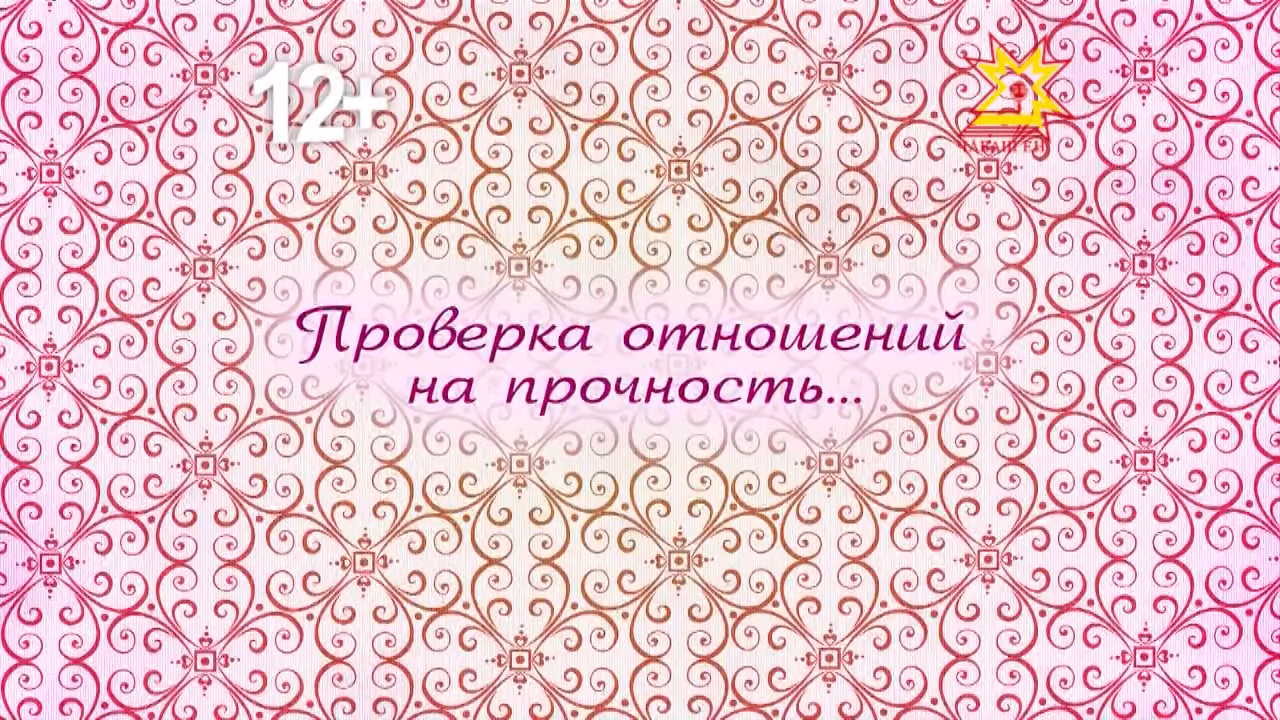 12+
Проверка отношений
на прочность...